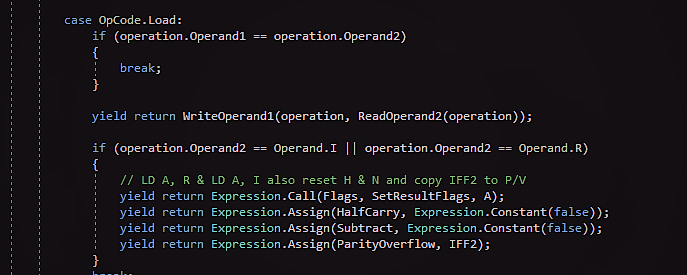 case OpCode.Load:
if (operation.Operand1 == operation.Operand2)
{
break;
}
yield return WriteOperand1(operation, ReadOperand2(operation));
if (operation.Operand2 == Operand.I || operation.Operand2 == Operand.R)
{
// LD A, R & LD A, I also reset H & N and copy IFF2 to P/V
yield return Expression.Call(Flags, SetResultFlags, A);
yield return Expression.Assign(HalfCarry, Expression.Constant(false));
yield return Expression.Assign(Subtract, Expression.Constant(false));
yield return Expression.Assign(ParityOverflow, IFF2);
}
break;